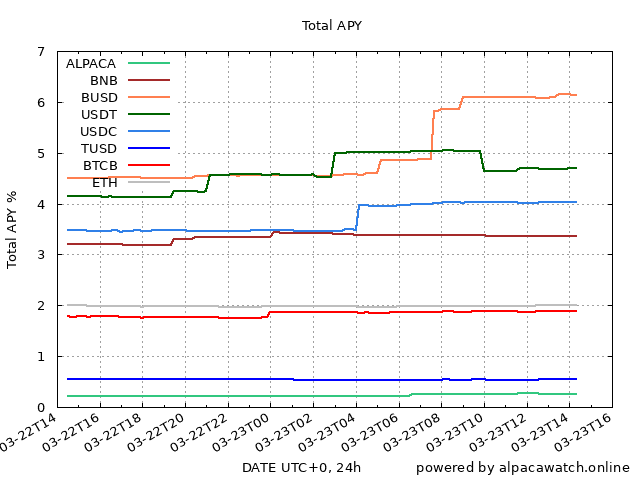 Total APY
7
6
5
4
3
2
1
0
Total APY %
ALPACA
BNB
BUSD
USDT
USDC
TUSD
BTCB
ETH
03-22T14
03-22T16
03-22T18
03-22T20
03-22T22
03-23T00
03-23T02
03-23T04
03-23T06
03-23T08
03-23T10
03-23T12
03-23T14
03-23T16
DATE UTC+0, 24h
powered by alpacawatch.online